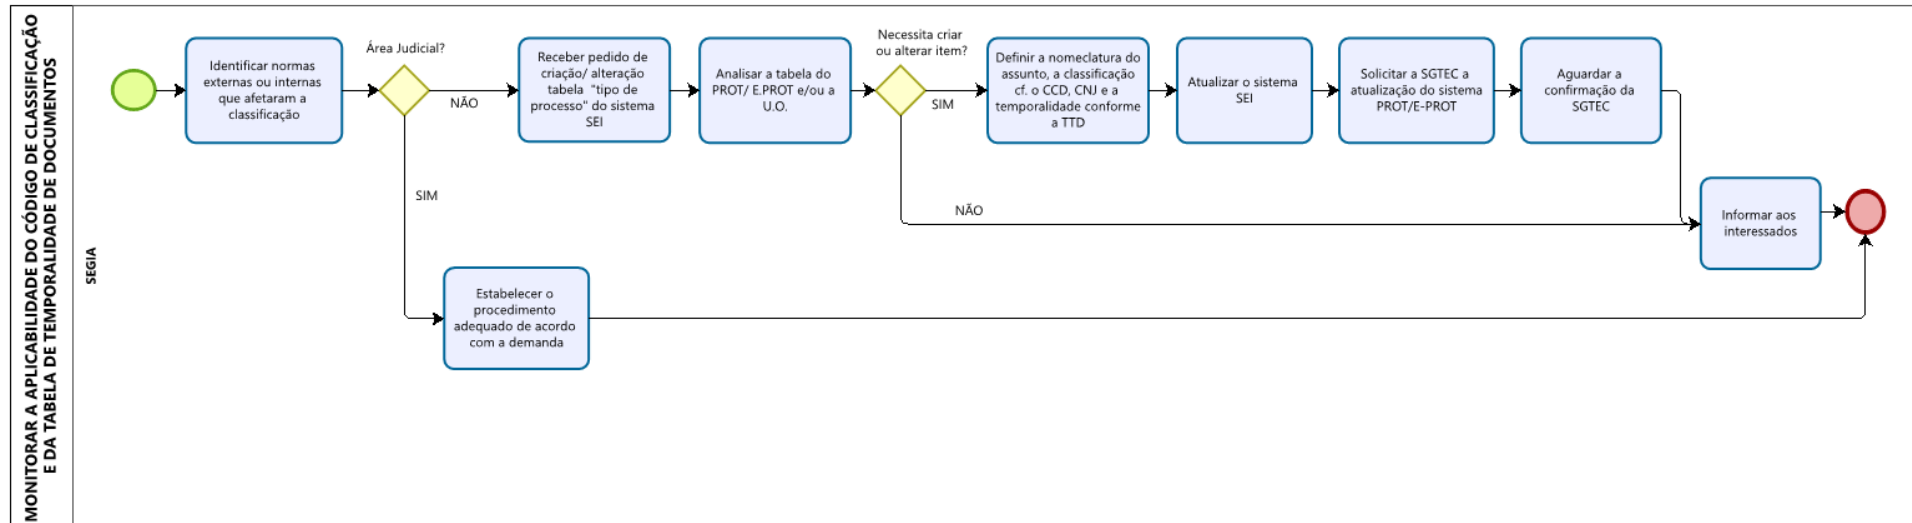 MONITORAR A APLICABILIDADE DO CÓDIGO DE CLASSIFICAÇÃO
E DA TABELA DE TEMPORALIDADE DE DOCUMENTOS
SEGIA
Identificar normas
externas ou internas
que afetaram a
classificação
Área Judicial?
NÃO
SIM
Receber pedido de
criação/ alteração
tabela "tipo de
processo" do sistema
SEI
Analisar a tabela do
PROT/ E.PROT e/ou a
U.O.
Necessita criar
ou alterar item?
SIM
NÃO
Definir a nomeclatura do
assunto, a classificação
cf. o CCD, CNJ e a
temporalidade conforme
a TTD
Atualizar o sistema
SEI
Solicitar a SGTEC a
atualização do sistema
PROT/E-PROT
Aguardar a
confirmação da
SGTEC
Informar aos
interessados
Estabelecer o
procedimento
adequado de acordo
com a demanda